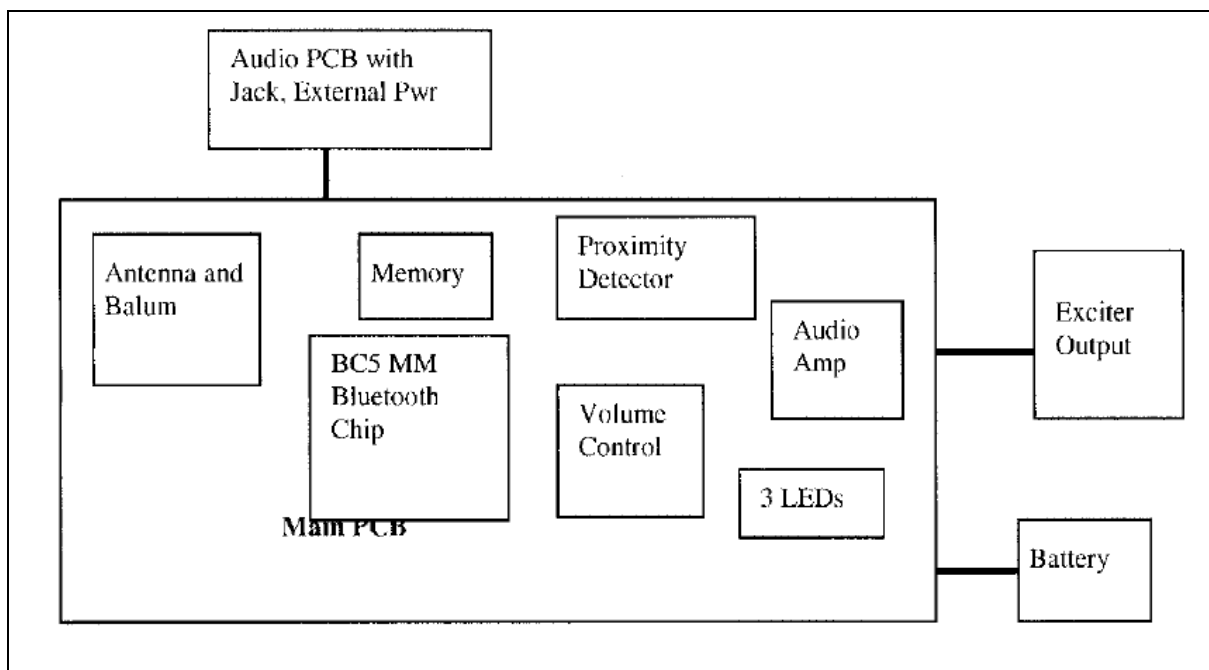 Audio PCB with
Jack, External Pwr
Antenna and
Balum
Memory
Proximity
Detector
Audio
Amp
Exciter
Output
BC5 MM
Bluetooth
Chip
Volume
Control
3 LEDs
Main PCB
Battery